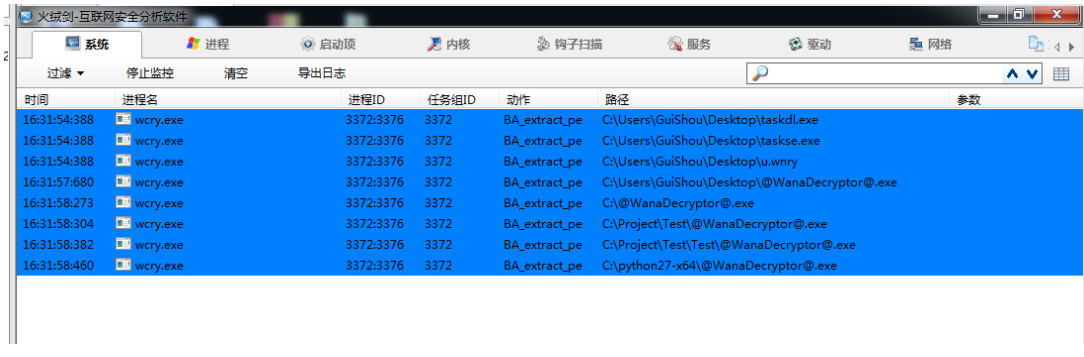 火绒剑-互联网安全分析软件
系统 进程 启动项 内核 钩子扫描 服务 驱动 网络
2
过滤 停止监控 清空 导出日志
时间 进程名 进程ID 任务组ID 动作 路径 参数
16:31:54:388 wcry.exe 3372:3376 3372 BA_extract_pe C:\Users\GuiShou\Desktop\taskdl.exe
16:31:54:388 wcry.exe 3372:3376 3372 BA_extract_pe C:\Users\GuiShou\Desktop\taskse.exe
16:31:54:388 wcry.exe 3372:3376 3372 BA_extract_pe C:\Users\GuiShou\Desktop\u.wnry
16:31:57:680 wcry.exe 3372:3376 3372 BA_extract_pe C:\Users\GuiShou\Desktop\@WanaDecryptor@.exe
16:31:58:273 wcry.exe 3372:3376 3372 BA_extract_pe C:\@WanaDecryptor@.exe
16:31:58:304 wcry.exe 3372:3376 3372 BA_extract_pe C:\Project\Test\@WanaDecryptor@.exe
16:31:58:382 wcry.exe 3372:3376 3372 BA_extract_pe C:\Project\Test\Test\@WanaDecryptor@.exe
16:31:58:460 wcry.exe 3372:3376 3372 BA_extract_pe C:\python27-x64\@WanaDecryptor@.exe